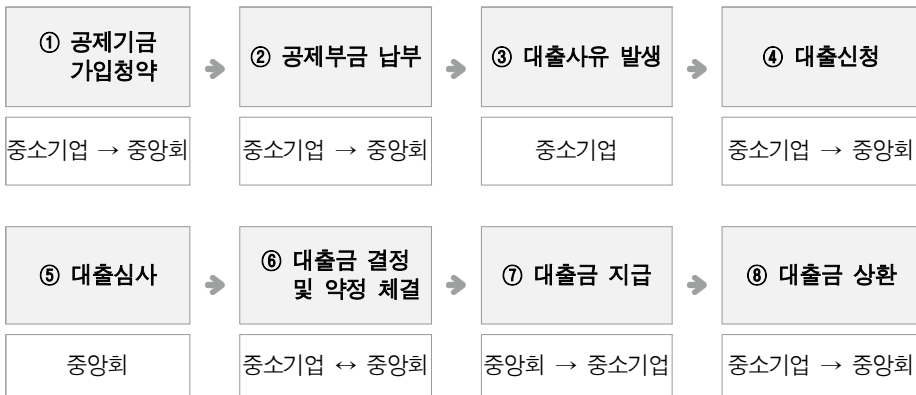 ① 공제기금
가입청약
② 공제부금 납부
③ 대출사유 발생
④ 대출신청
중소기업 → 중앙회
중소기업 → 중앙회
중소기업
중소기업 → 중앙회
⑤ 대출심사
⑥ 대출금 결정
및 약정 체결
⑦ 대출금 지급
⑧ 대출금 상환
중앙회
중소기업 ↔ 중앙회
중앙회 → 중소기업
중소기업 → 중앙회